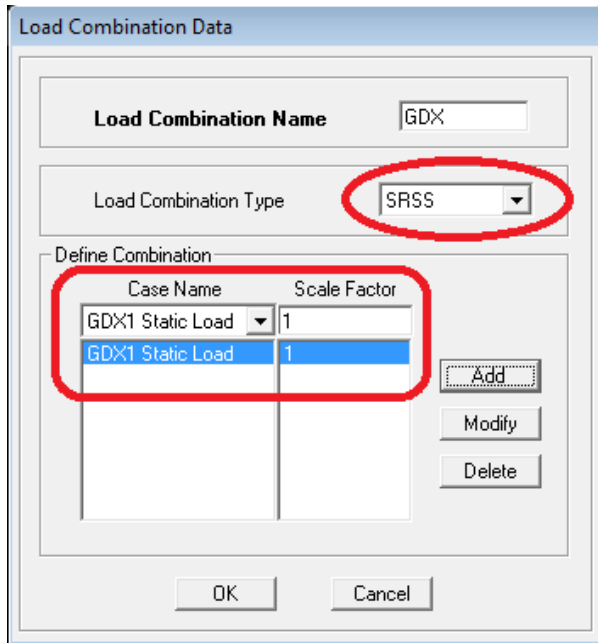 Load Combination Data
Load Combination Name GDX
Load Combination Type SRSS
Define Combination
Case Name Scale Factor
GDX1 Static Load 1
GDX1 Static Load 1
Add
Modify
Delete
OK Cancel